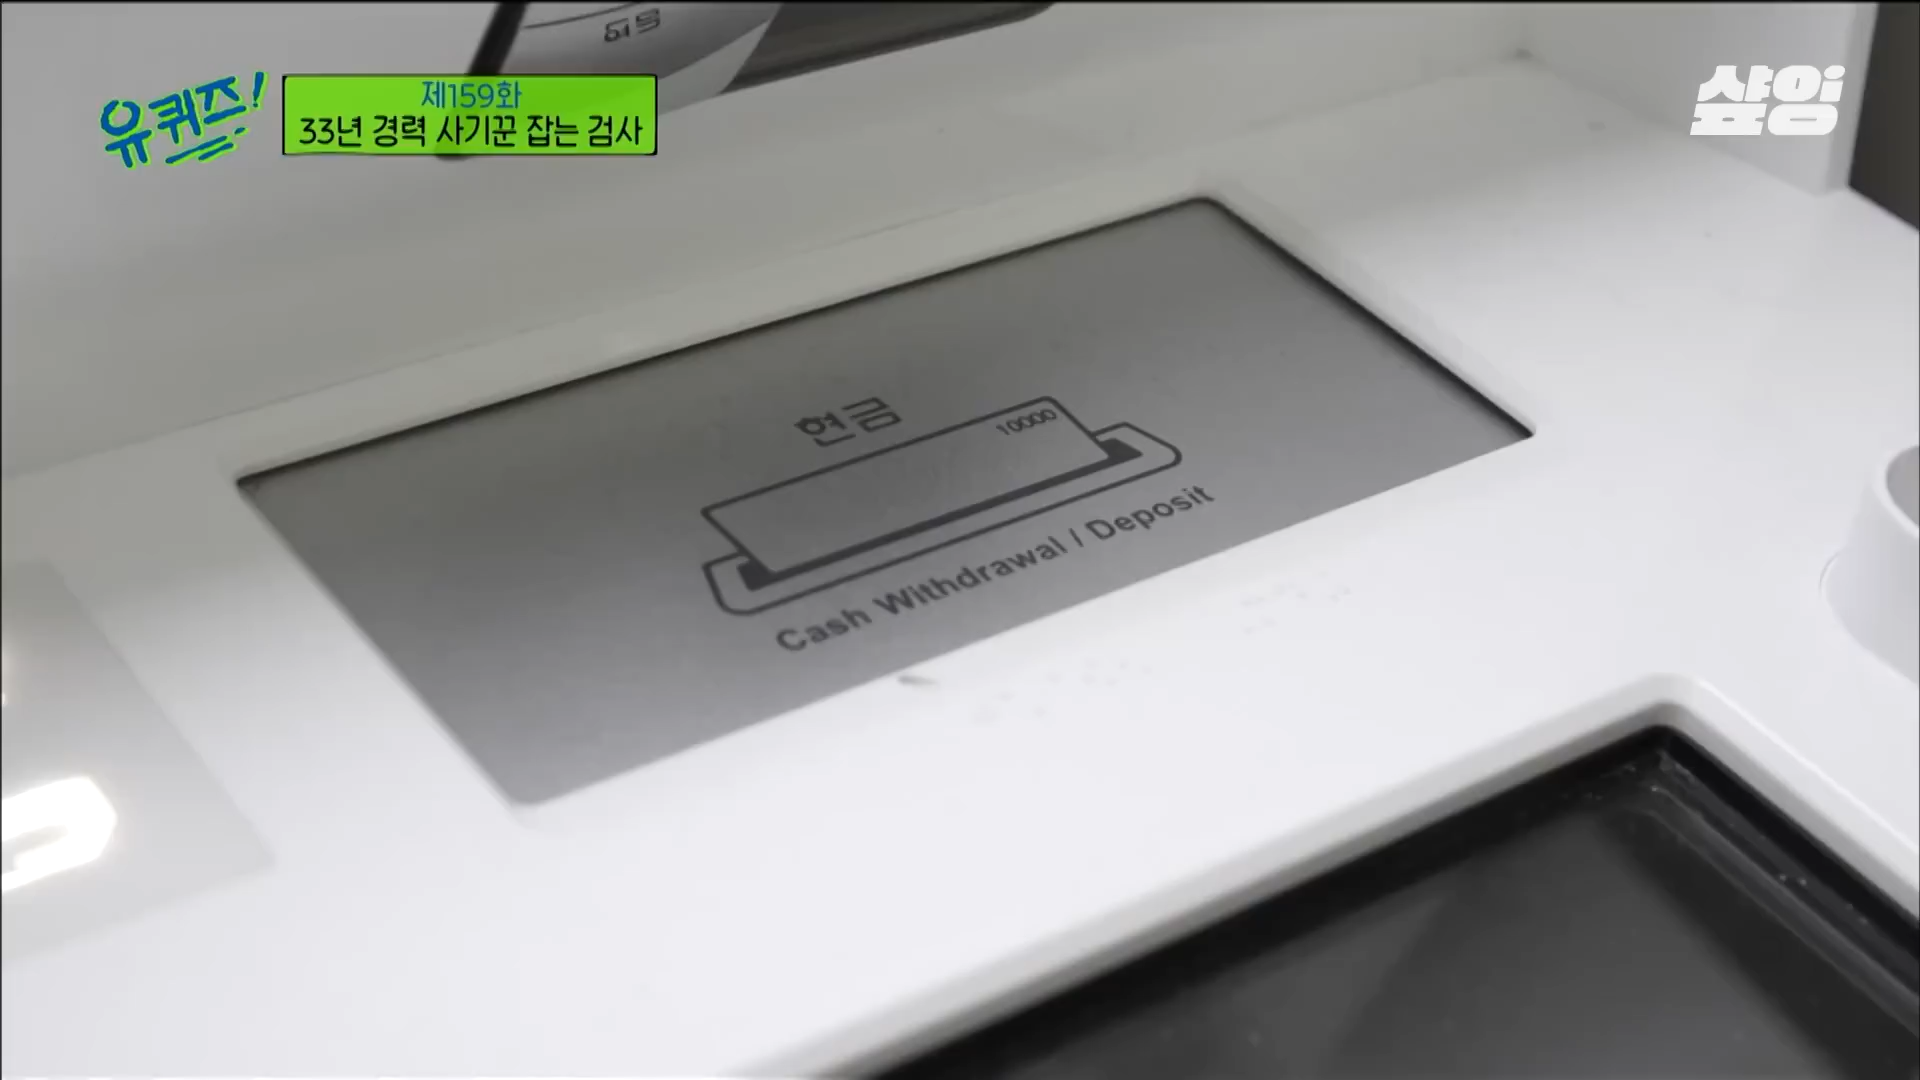 유퀴즈!
제159화
33년 경력 사기꾼 잡는 검사
샾잉
현금
10000
Cash Withdrawal / Deposit